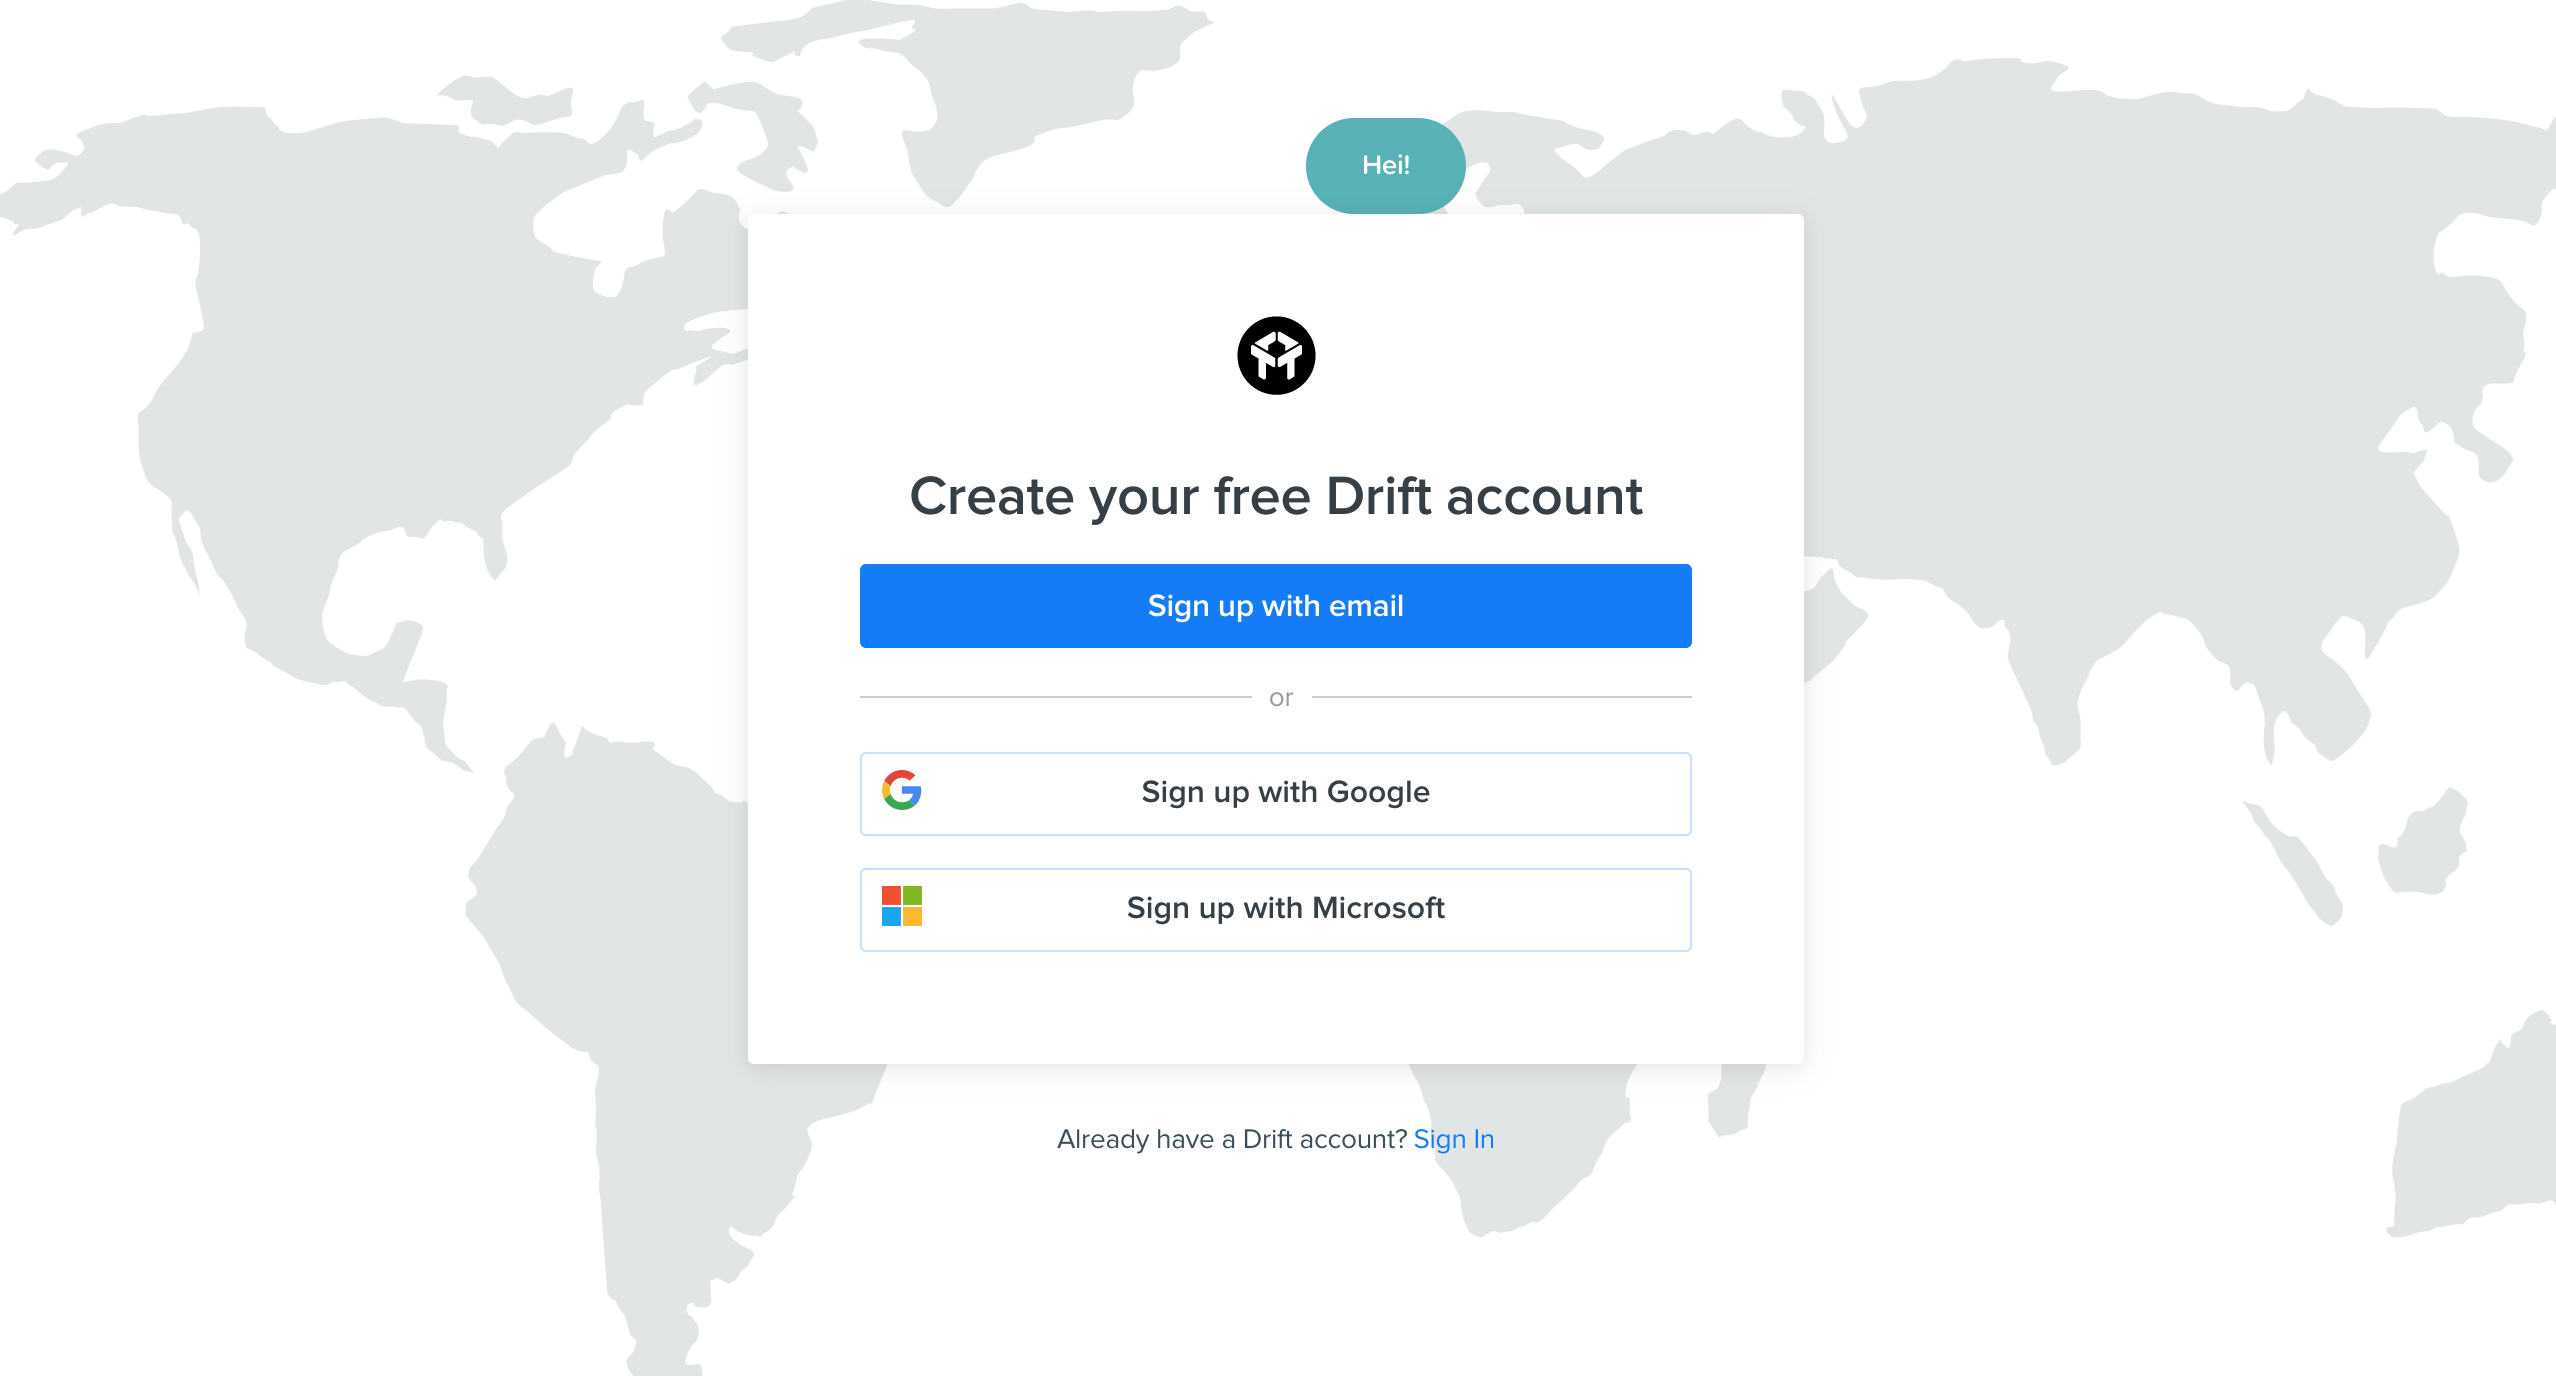 Hei!
Create your free Drift account
Sign up with email
or
Sign up with Google
Sign up with Microsoft
Already have a Drift account? Sign In